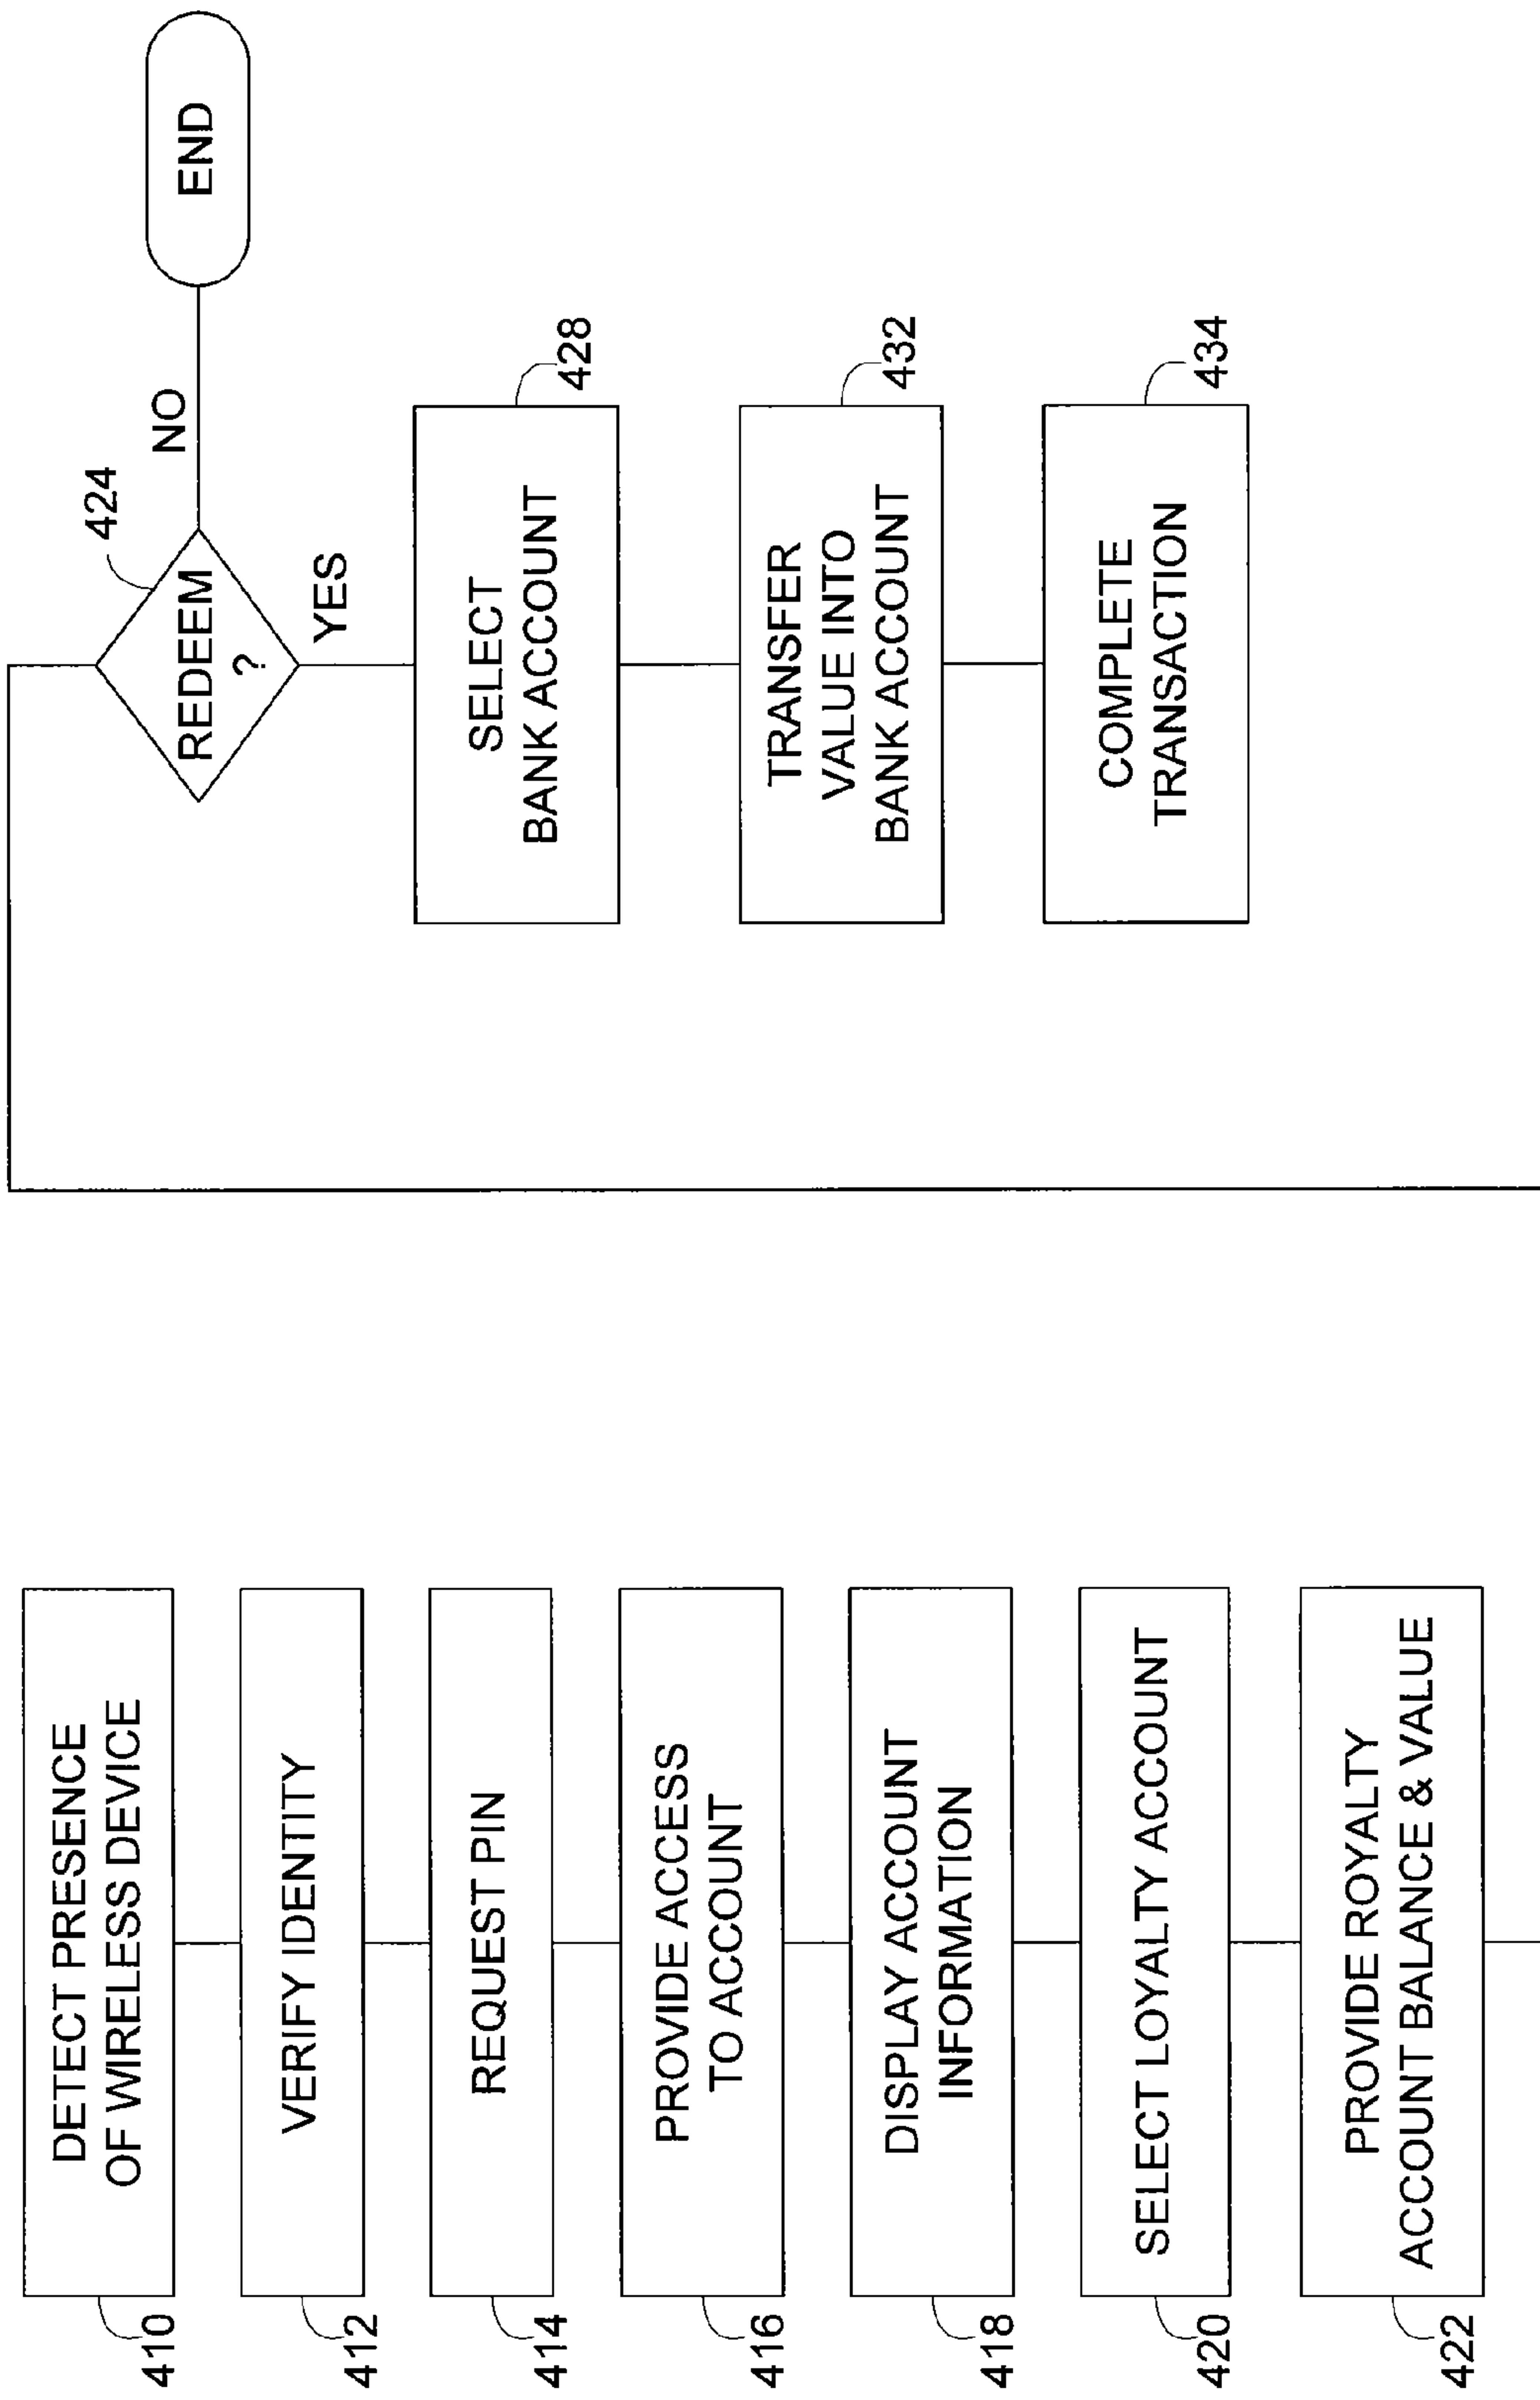 410
DETECT PRESENCE
OF WIRELESS DEVICE
412
VERIFY IDENTITY
414
REQUEST PIN
416
PROVIDE ACCESS
TO ACCOUNT
418
DISPLAY ACCOUNT
INFORMATION
420
SELECT LOYALTY ACCOUNT
422
PROVIDE ROYALTY
ACCOUNT BALANCE & VALUE
424
REDEEM
?
NO
END
YES
428
SELECT
BANK ACCOUNT
432
TRANSFER
VALUE INTO
BANK ACCOUNT
434
COMPLETE
TRANSACTION